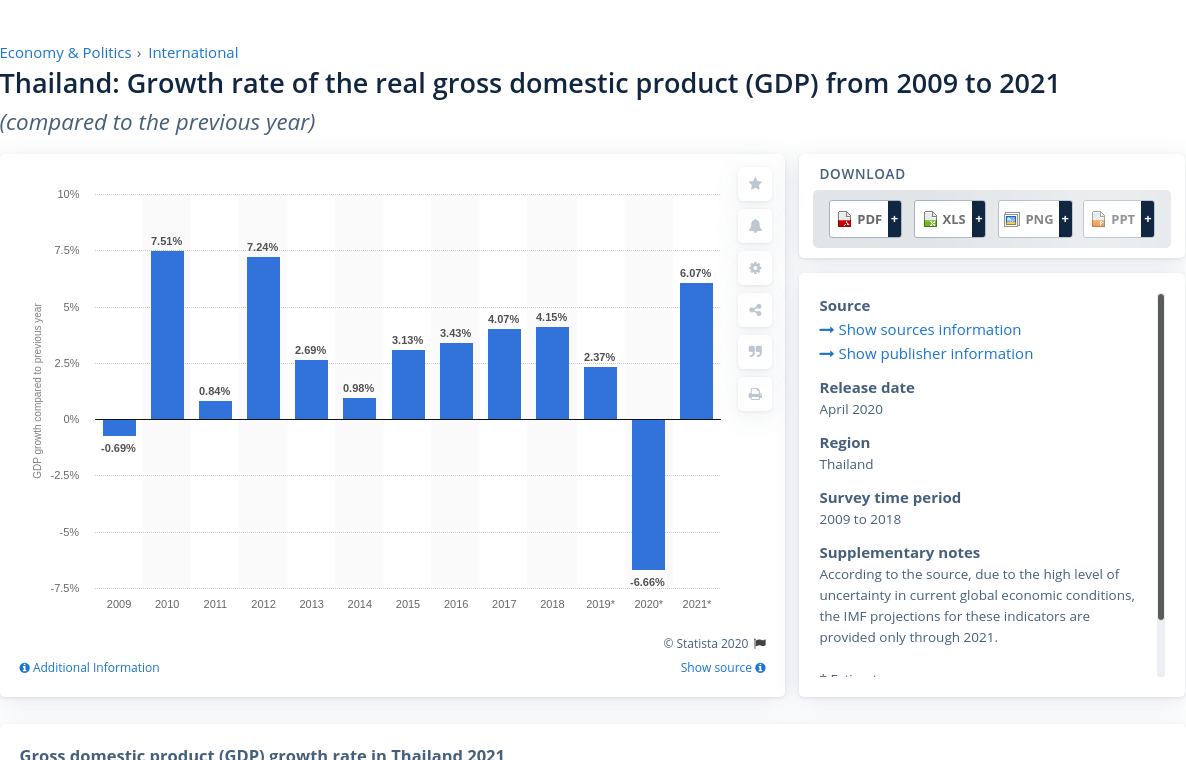 Economy & Politics › International
Thailand: Growth rate of the real gross domestic product (GDP) from 2009 to 2021
(compared to the previous year)
GDP growth compared to previous year
10%
7.5%
5%
2.5%
0%
-2.5%
-5%
-7.5%
-0.69%
7.51%
0.84%
7.24%
2.69%
0.98%
3.13%
3.43%
4.07%
4.15%
2.37%
-6.66%
6.07%
2009 2010 2011 2012 2013 2014 2015 2016 2017 2018 2019* 2020* 2021*
© Statista 2020
Additional Information
Show source
DOWNLOAD
PDF + XLS + PNG + PPT +
Source
Show sources information
Show publisher information
Release date
April 2020
Region
Thailand
Survey time period
2009 to 2018
Supplementary notes
According to the source, due to the high level of
uncertainty in current global economic conditions,
the IMF projections for these indicators are
provided only through 2021.
Gross domestic product (GDP) growth rate in Thailand 2021